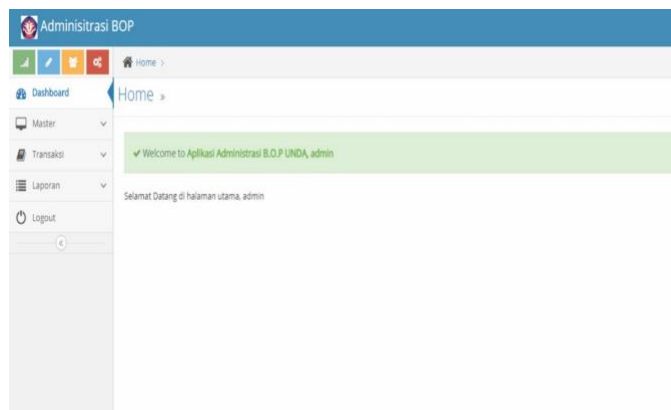 Adminisitrasi BOP
Home >
Dashboard
Home »
Master
Transaksi
Welcome to Aplikasi Administrasi B.O.P UNDA, admin
Laporan
Selamat Datang di halaman utama, admin
Logout